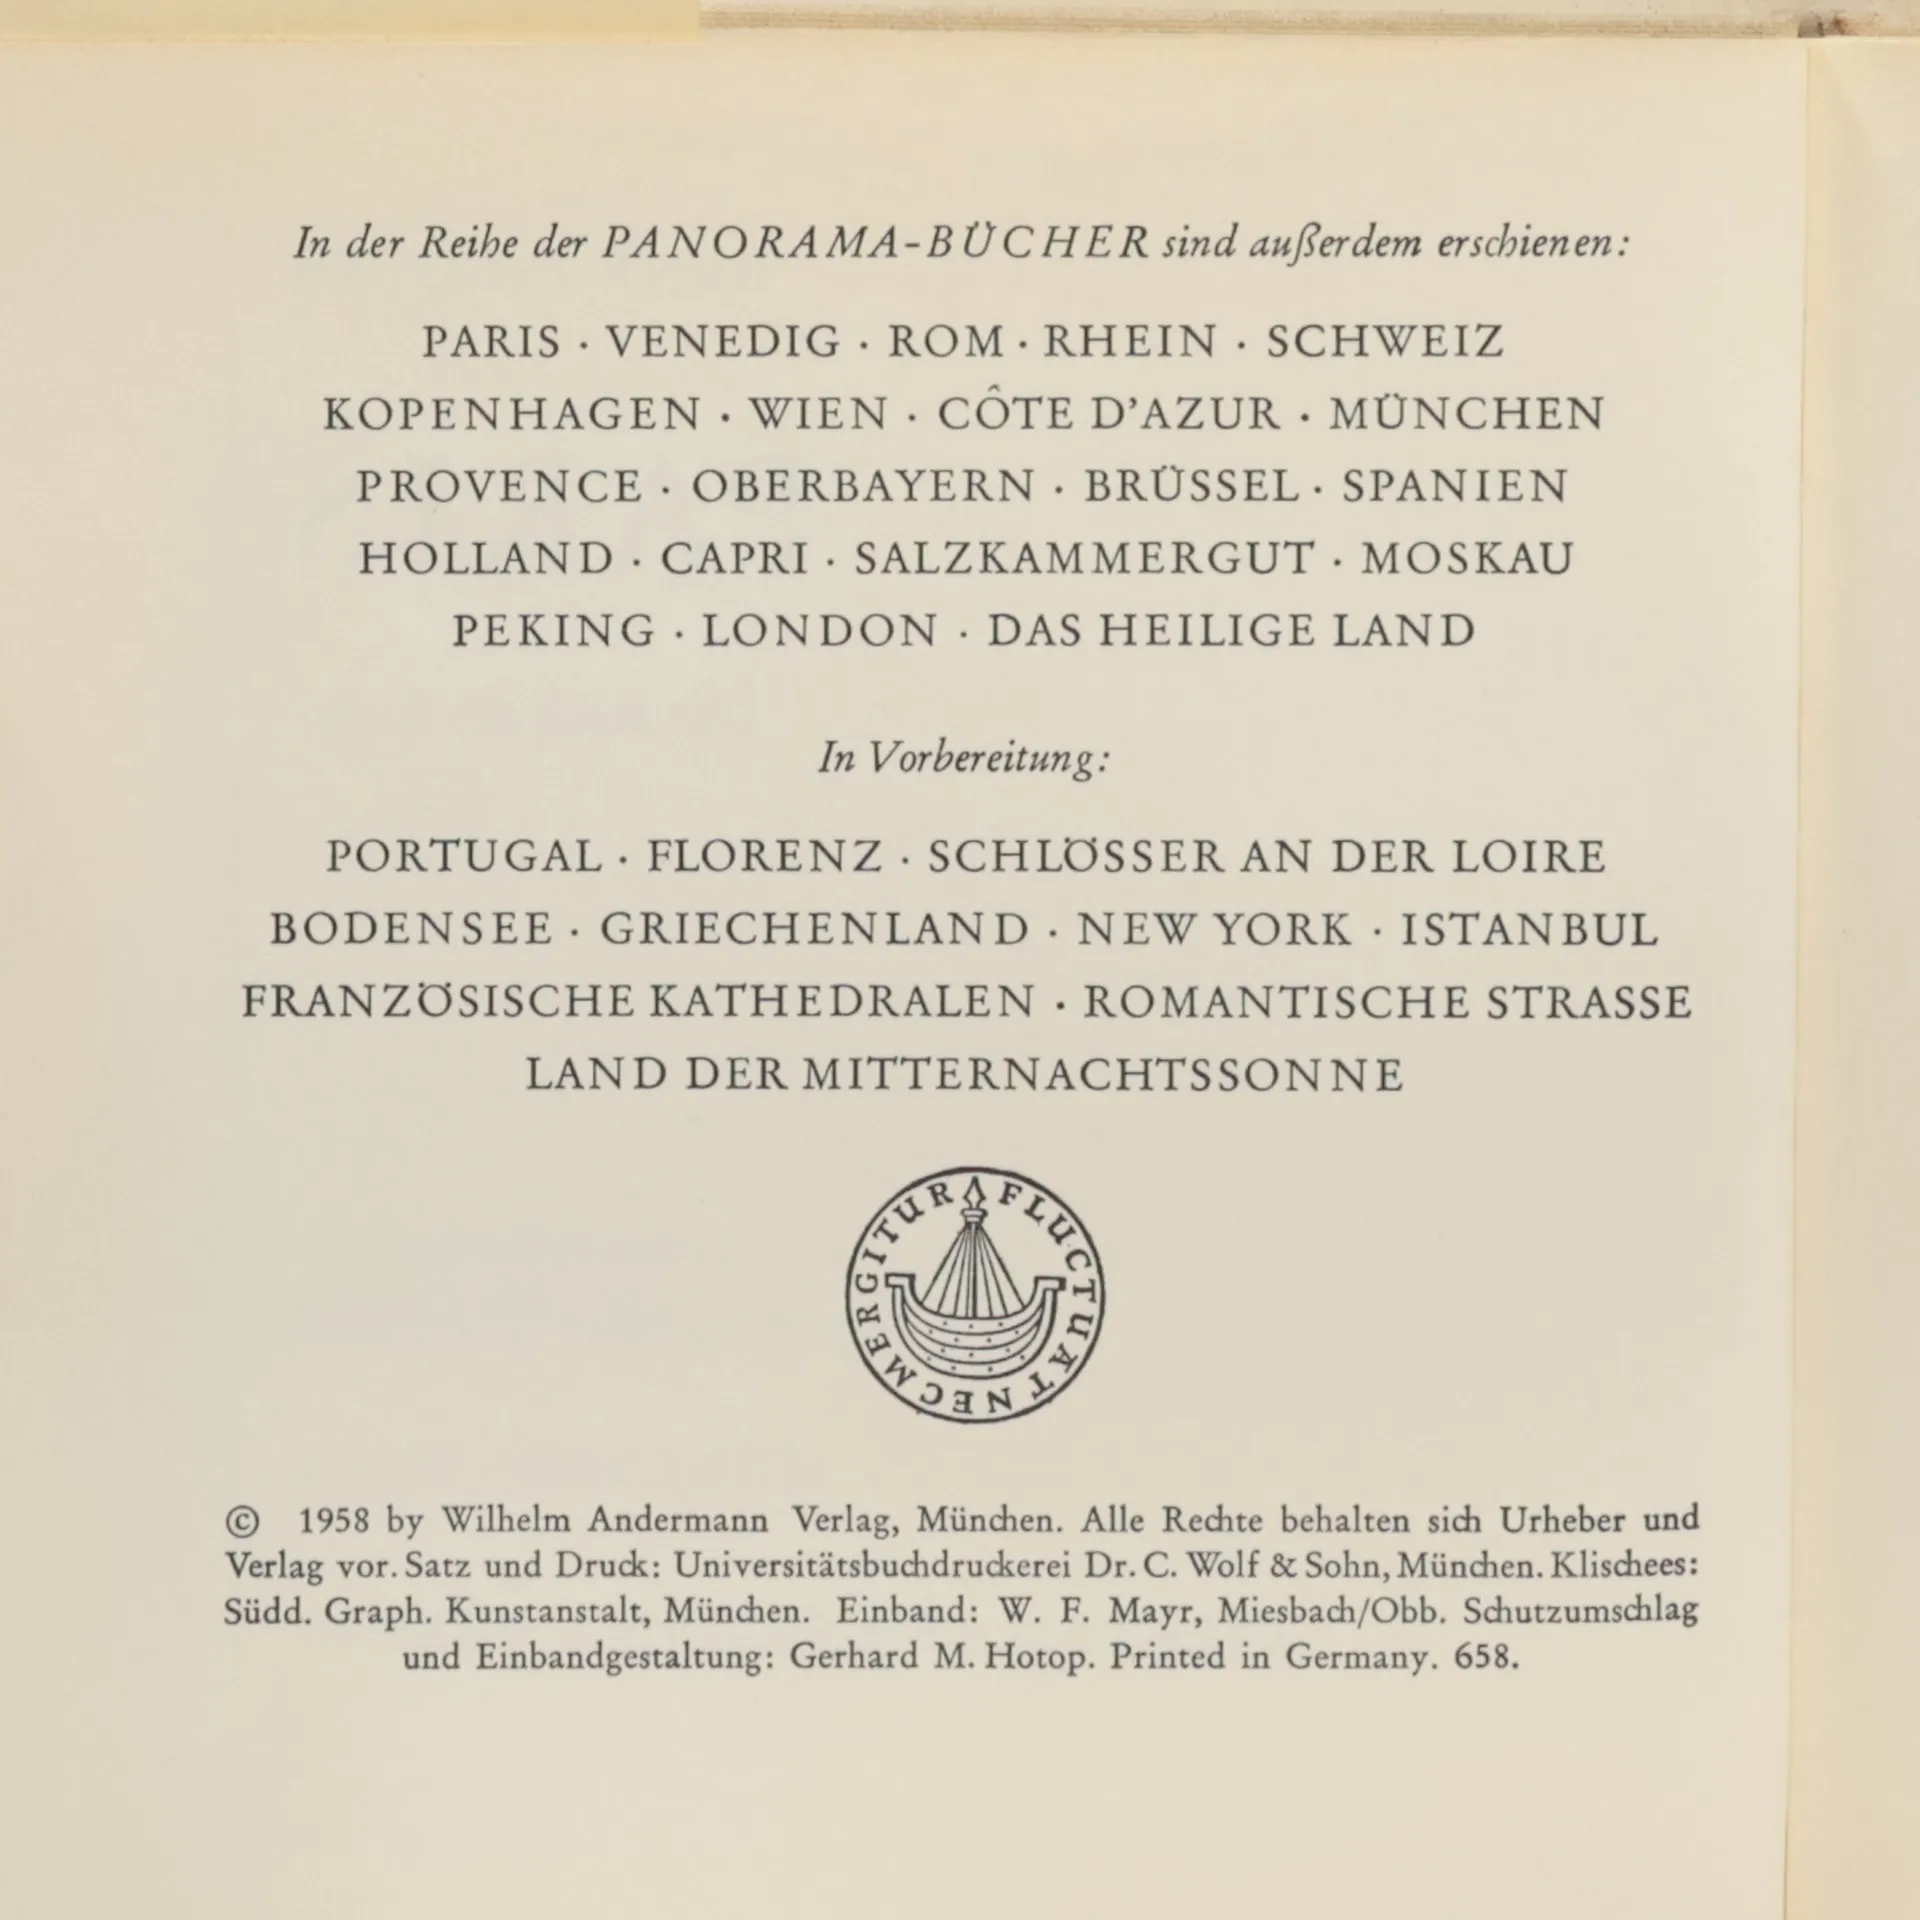 In der Reihe der PANORAMA-BÜCHER sind außerdem erschienen:
PARIS · VENEDIG · ROM · RHEIN · SCHWEIZ
KOPENHAGEN · WIEN · CÔTE D’AZUR · MÜNCHEN
PROVENCE · OBERBAYERN · BRÜSSEL · SPANIEN
HOLLAND · CAPRI · SALZKAMMERGUT · MOSKAU
PEKING · LONDON · DAS HEILIGE LAND
In Vorbereitung:
PORTUGAL · FLORENZ · SCHLÖSSER AN DER LOIRE
BODENSEE · GRIECHENLAND · NEW YORK · ISTANBUL
FRANZÖSISCHE KATHEDRALEN · ROMANTISCHE STRASSE
LAND DER MITTERNACHTSSONNE
FLUCTUAT NEC MERGITUR
© 1958 by Wilhelm Andermann Verlag, München. Alle Rechte behalten sich Urheber und
Verlag vor. Satz und Druck: Universitätsbuchdruckerei Dr. C. Wolf & Sohn, München. Klischees:
Südd. Graph. Kunstanstalt, München. Einband: W. F. Mayr, Miesbach/Obb. Schutzumschlag
und Einbandgestaltung: Gerhard M. Hotop. Printed in Germany. 658.